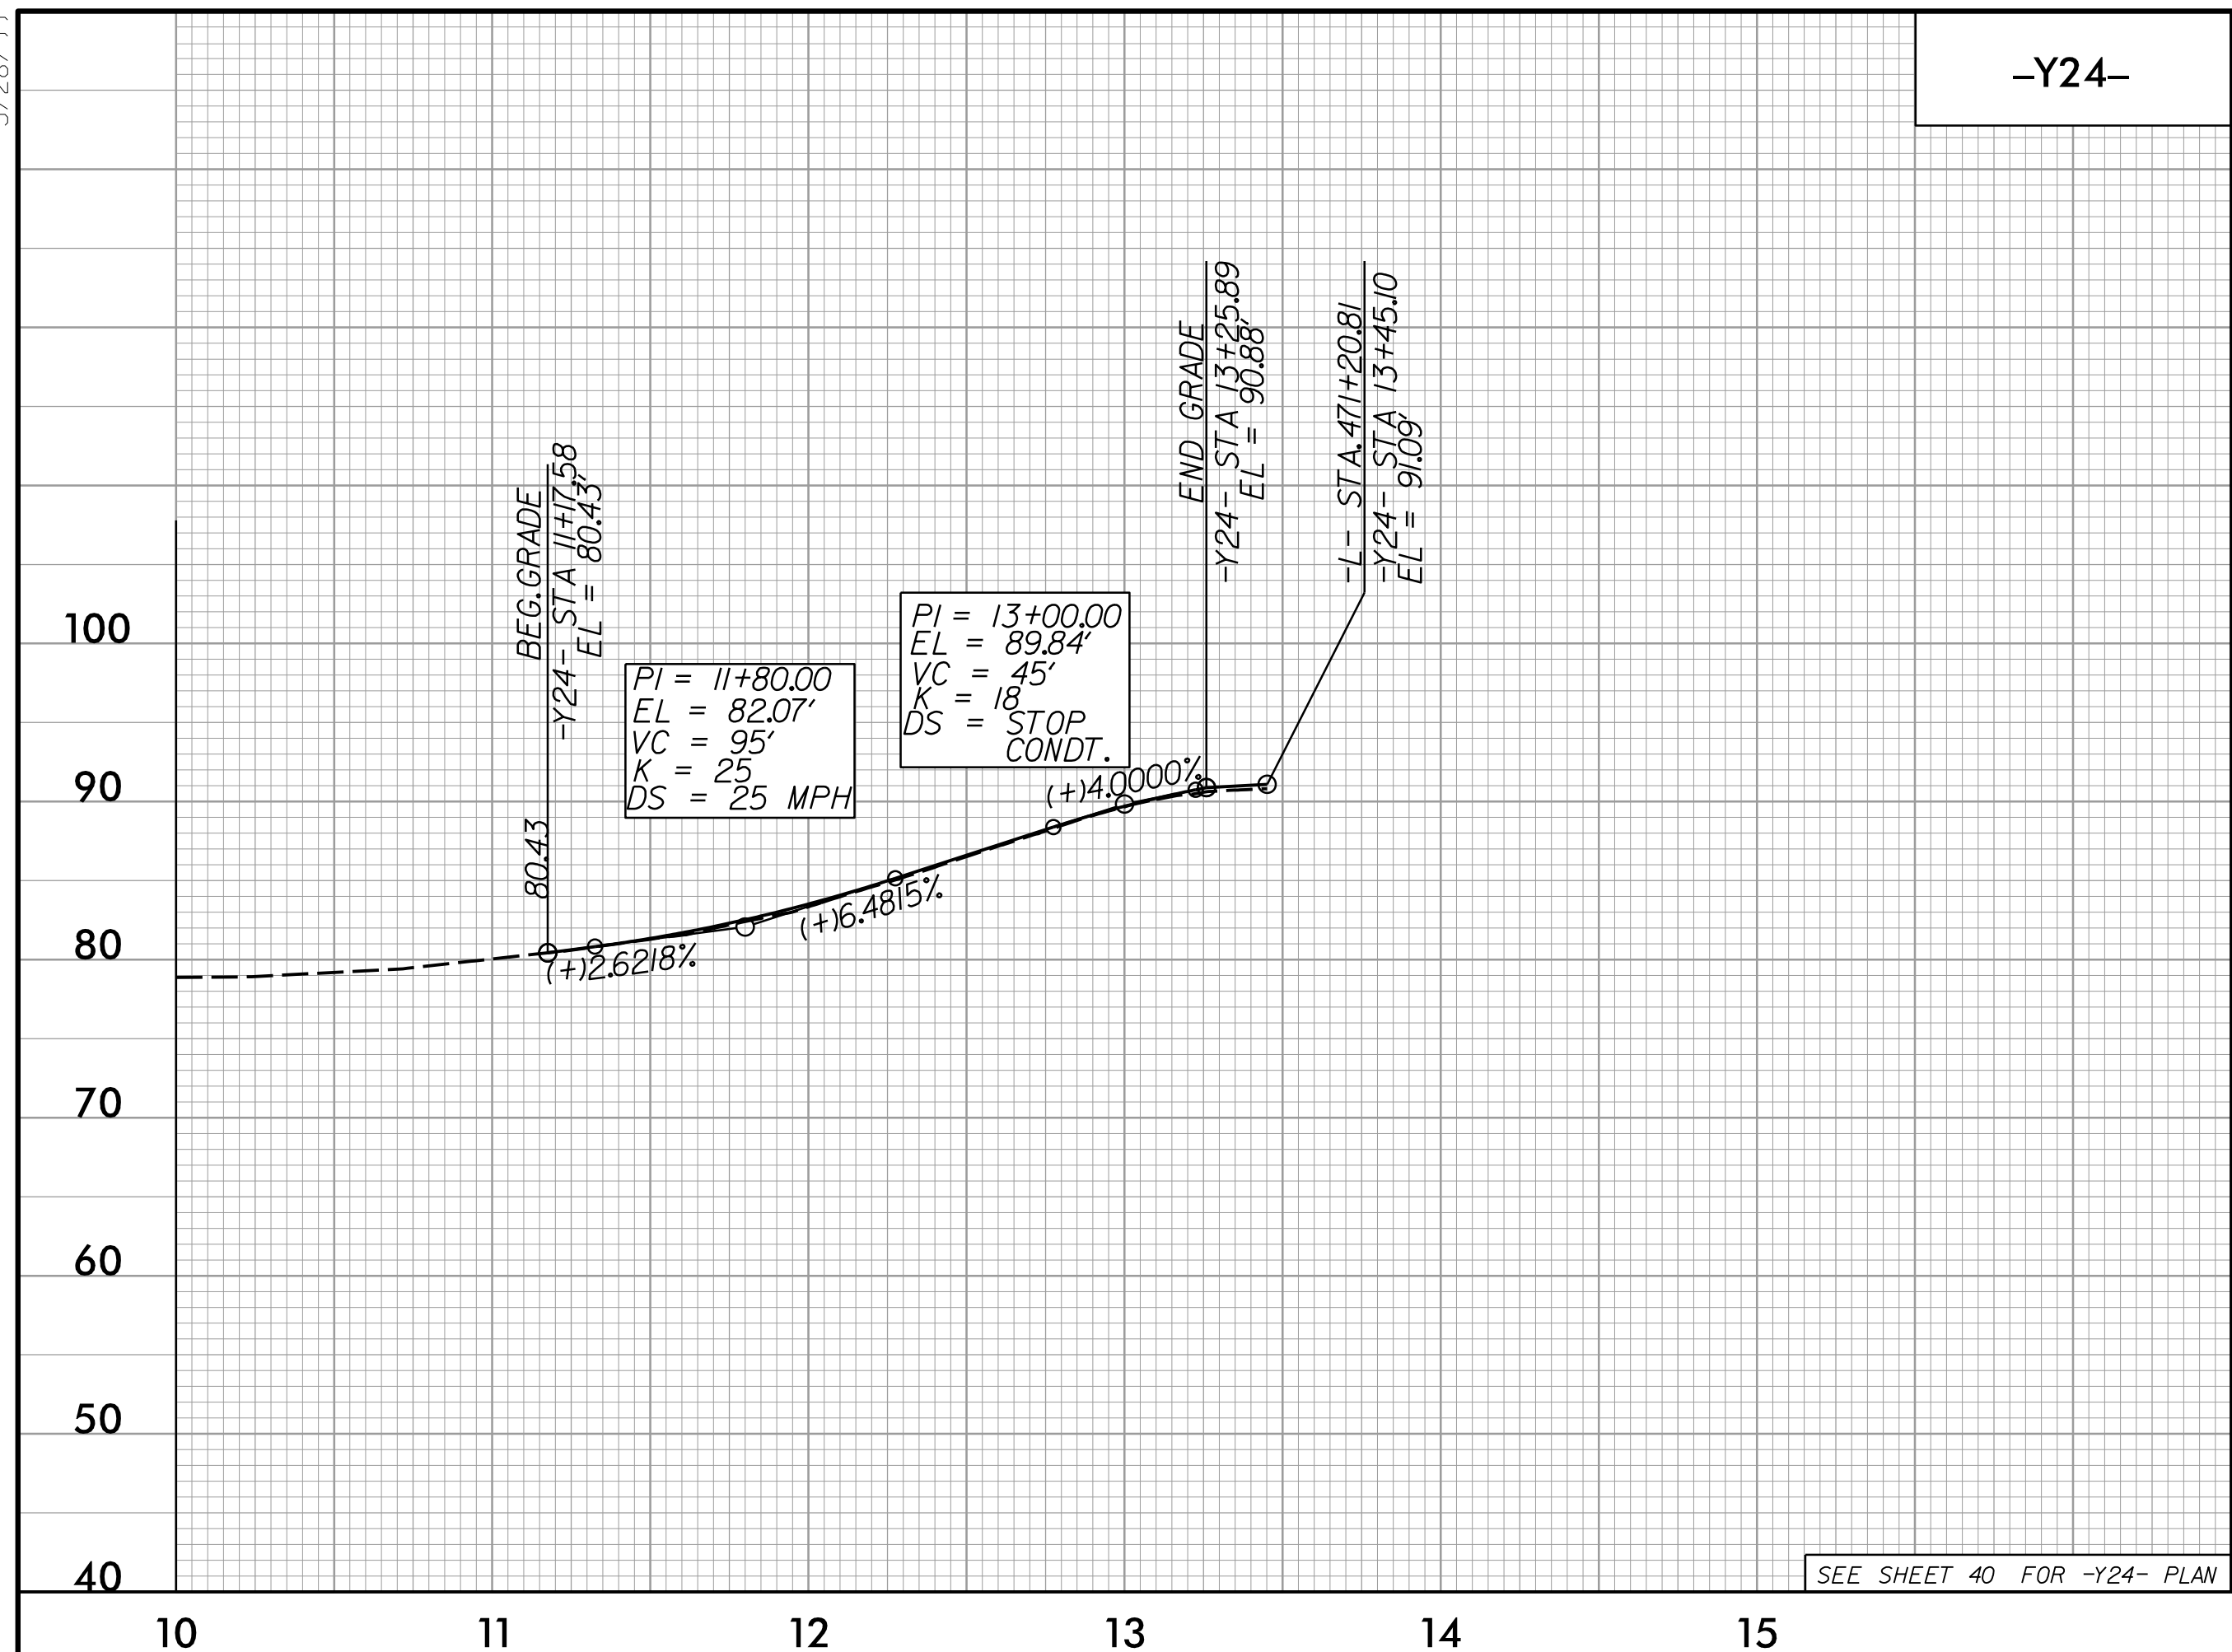 -Y24-
BEG.GRADE
-Y24- STA 11+17.58
EL = 80.43'
80.43
PI = 11+80.00
EL = 82.07'
VC = 95'
K = 25
DS = 25 MPH
PI = 13+00.00
EL = 89.84'
VC = 45'
K = 18
DS = STOP
CONDT.
END GRADE
-Y24- STA 13+25.89
EL = 90.88'
-L- STA.471+20.81
-Y24- STA 13+45.10
EL = 91.09'
(+)2.6218%
(+)6.4815%
(+)4.0000%
100
90
80
70
60
50
40
10 11 12 13 14 15
SEE SHEET 40 FOR -Y24- PLAN